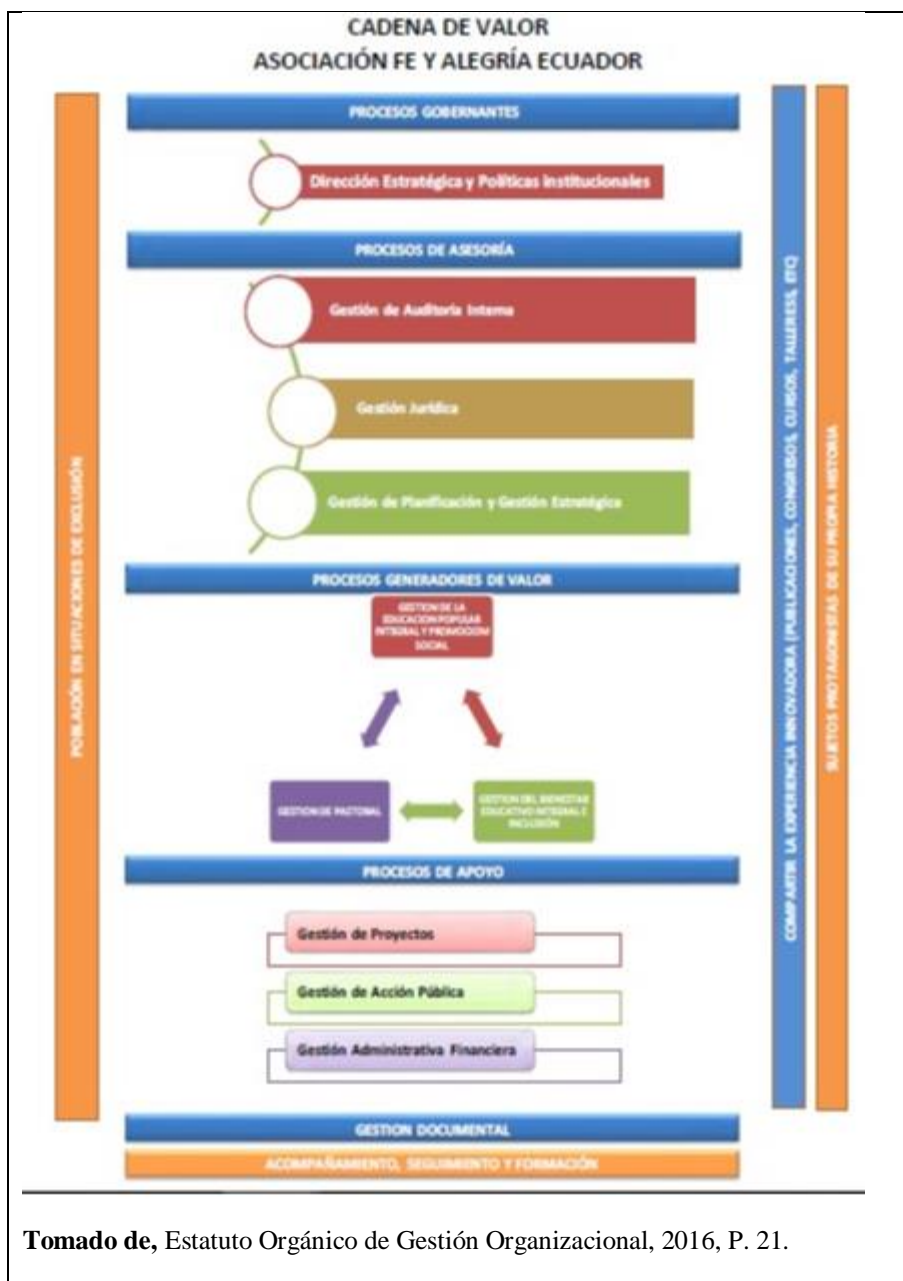 CADENA DE VALOR
ASOCIACIÓN FE Y ALEGRÍA ECUADOR
POBLACIÓN EN SITUACIONES DE EXCLUSIÓN
PROCESOS GOBERNANTES
Dirección Estratégica y Políticas Institucionales
PROCESOS DE ASESORÍA
Gestión de Auditoria Interna
Gestión Jurídica
Gestión de Planificación y Gestión Estratégica
PROCESOS GENERADORES DE VALOR
GESTION DE LA
EDUCACION POPULAR
INTEGRAL Y PROMOCION
SOCIAL
GESTION DE PASTORAL
GESTION DEL BIENESTAR
EDUCATIVO INTEGRAL E
INCLUSIÓN
PROCESOS DE APOYO
Gestión de Proyectos
Gestión de Acción Pública
Gestión Administrativa Financiera
GESTION DOCUMENTAL
ACOMPAÑAMIENTO, SEGUIMIENTO Y FORMACIÓN
COMPARTIR LA EXPERIENCIA INNOVADORA (PUBLICACIONES, CONGRESOS, CURSOS, TALLERESS, ETC)
SUJETOS PROTAGONISTAS DE SU PROPIA HISTORIA
Tomado de, Estatuto Orgánico de Gestión Organizacional, 2016, P. 21.